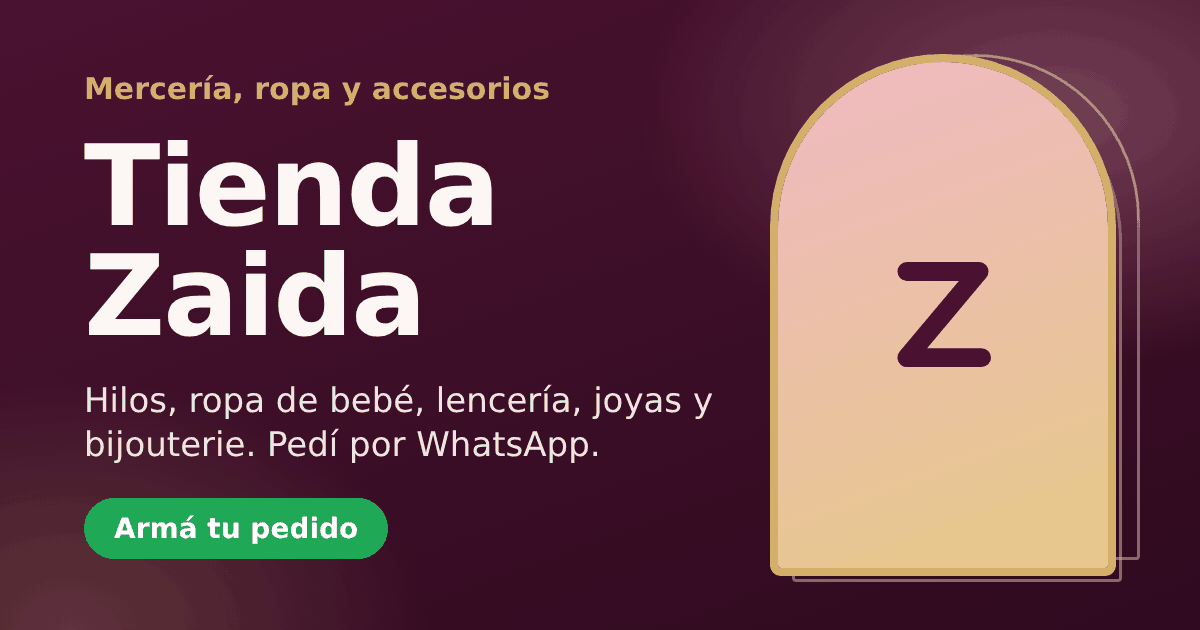 Mercería, ropa y accesorios
Tienda
Zaida
Hilos, ropa de bebé, lencería, joyas y
bijouterie. Pedí por WhatsApp.
Armá tu pedido
Z